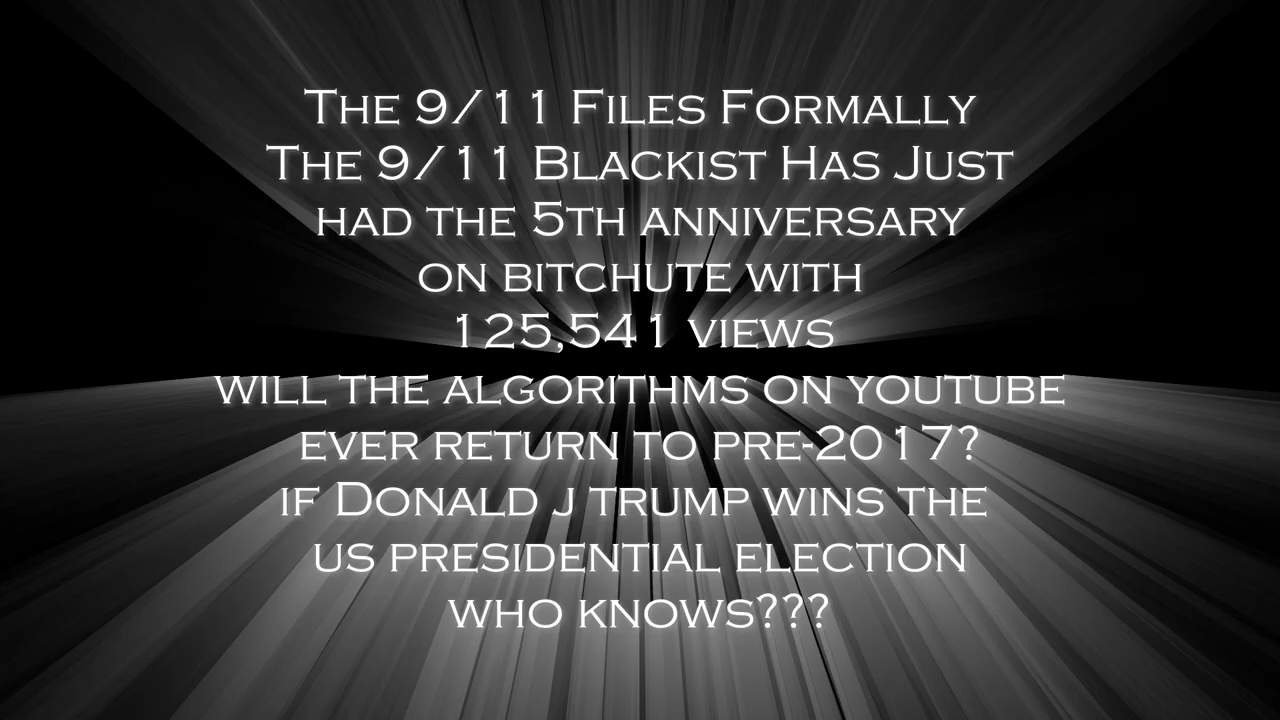 The 9/11 Files Formally
The 9/11 Blackist Has Just
had the 5th anniversary
on bitchute with
125,541 views
will the algorithms on youtube
ever return to pre-2017?
if Donald j trump wins the
us presidential election
who knows???